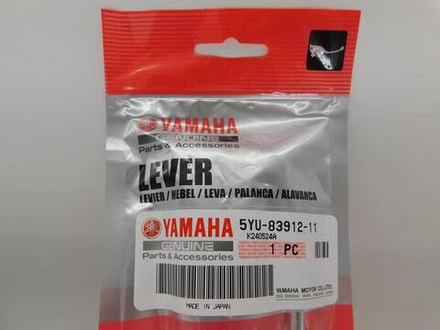 YAMAHA
GENUINE
Parts & Accessories
LEVER
LEVIER / HEBEL / LEVA / PALANCA / ALAVANCA
YAMAHA 5YU-83912-11
K240524A
GENUINE
1 PC
Parts & Accessories
YAMAHA MOTOR CO.,LTD.
MADE IN JAPAN